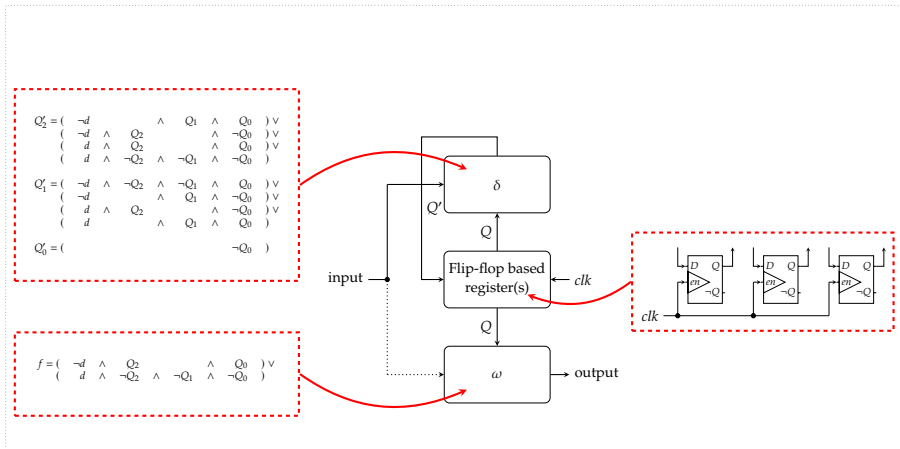 Q′₂ = ( ¬d ∧ Q₁ ∧ Q₀ ) ∨
( ¬d ∧ Q₂ ∧ ¬Q₀ ) ∨
( d ∧ Q₂ ∧ Q₀ ) ∨
( d ∧ ¬Q₂ ∧ ¬Q₁ ∧ ¬Q₀ )
Q′₁ = ( ¬d ∧ ¬Q₂ ∧ ¬Q₁ ∧ Q₀ ) ∨
( ¬d ∧ Q₁ ∧ ¬Q₀ ) ∨
( d ∧ Q₂ ∧ ¬Q₀ ) ∨
( d ∧ Q₁ ∧ Q₀ )
Q′₀ = ( ¬Q₀ )
f = ( ¬d ∧ Q₂ ∧ Q₀ ) ∨
( d ∧ ¬Q₂ ∧ ¬Q₁ ∧ ¬Q₀ )
input
δ
Q′
Q
Flip-flop based
register(s)
clk
Q
ω
output
D Q
en
¬Q
D Q
en
¬Q
D Q
en
¬Q
clk